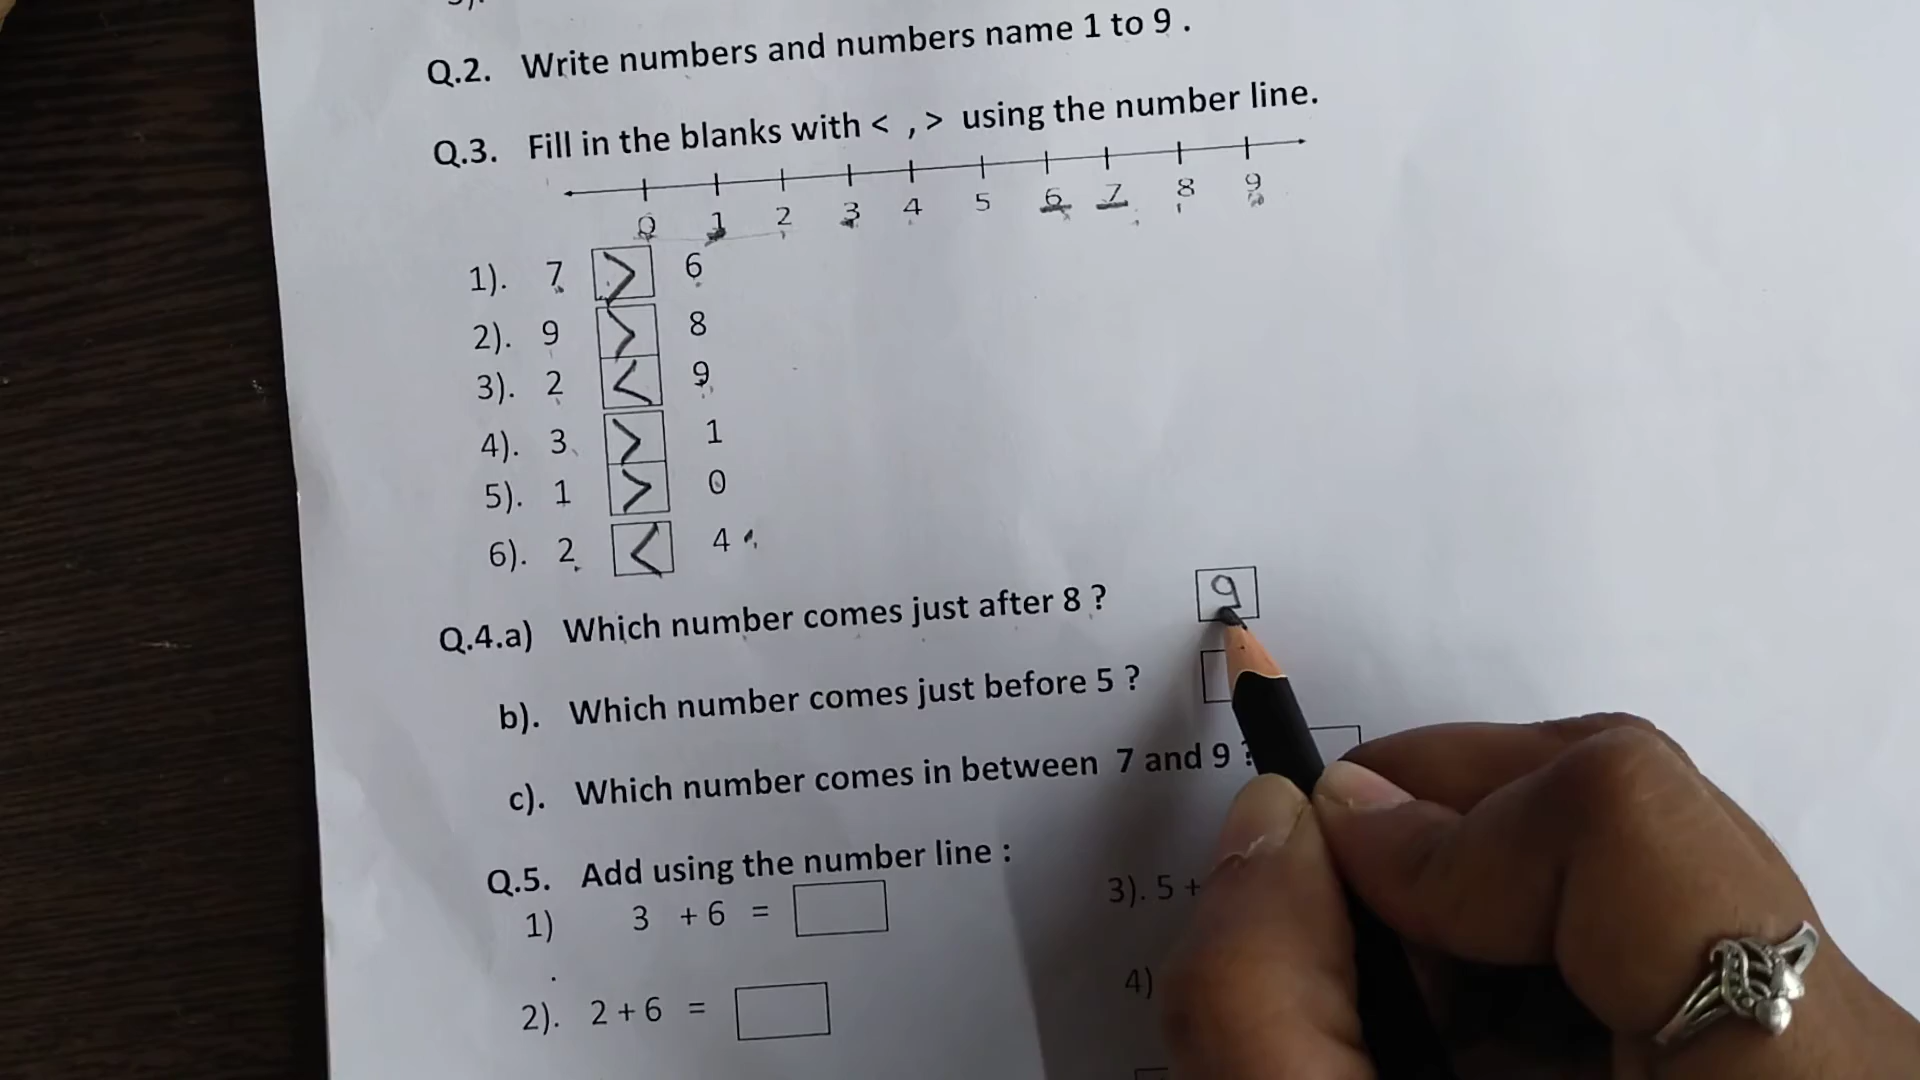 Q.2. Write numbers and numbers name 1 to 9 .
Q.3. Fill in the blanks with < , > using the number line.
0 1 2 3 4 5 6 7 8 9
1). 7 > 6
2). 9 > 8
3). 2 < 9
4). 3 > 1
5). 1 > 0
6). 2 < 4
Q.4.a) Which number comes just after 8 ? 9
b). Which number comes just before 5 ?
c). Which number comes in between 7 and 9 ?
Q.5. Add using the number line :
1) 3 + 6 =
3). 5 +
2). 2 + 6 =
4)